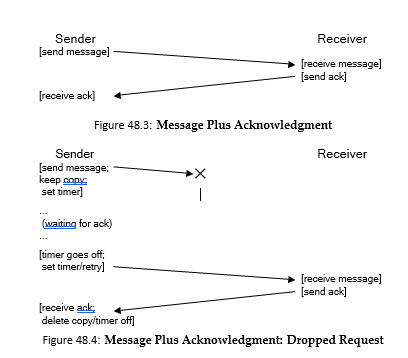 Sender Receiver
[send message]
[receive message]
[send ack]
[receive ack]
Figure 48.3: Message Plus Acknowledgment
Sender Receiver
[send message;
keep copy;
set timer]
...
(waiting for ack)
...
[timer goes off;
set timer/retry]
[receive message]
[send ack]
[receive ack;
delete copy/timer off]
Figure 48.4: Message Plus Acknowledgment: Dropped Request